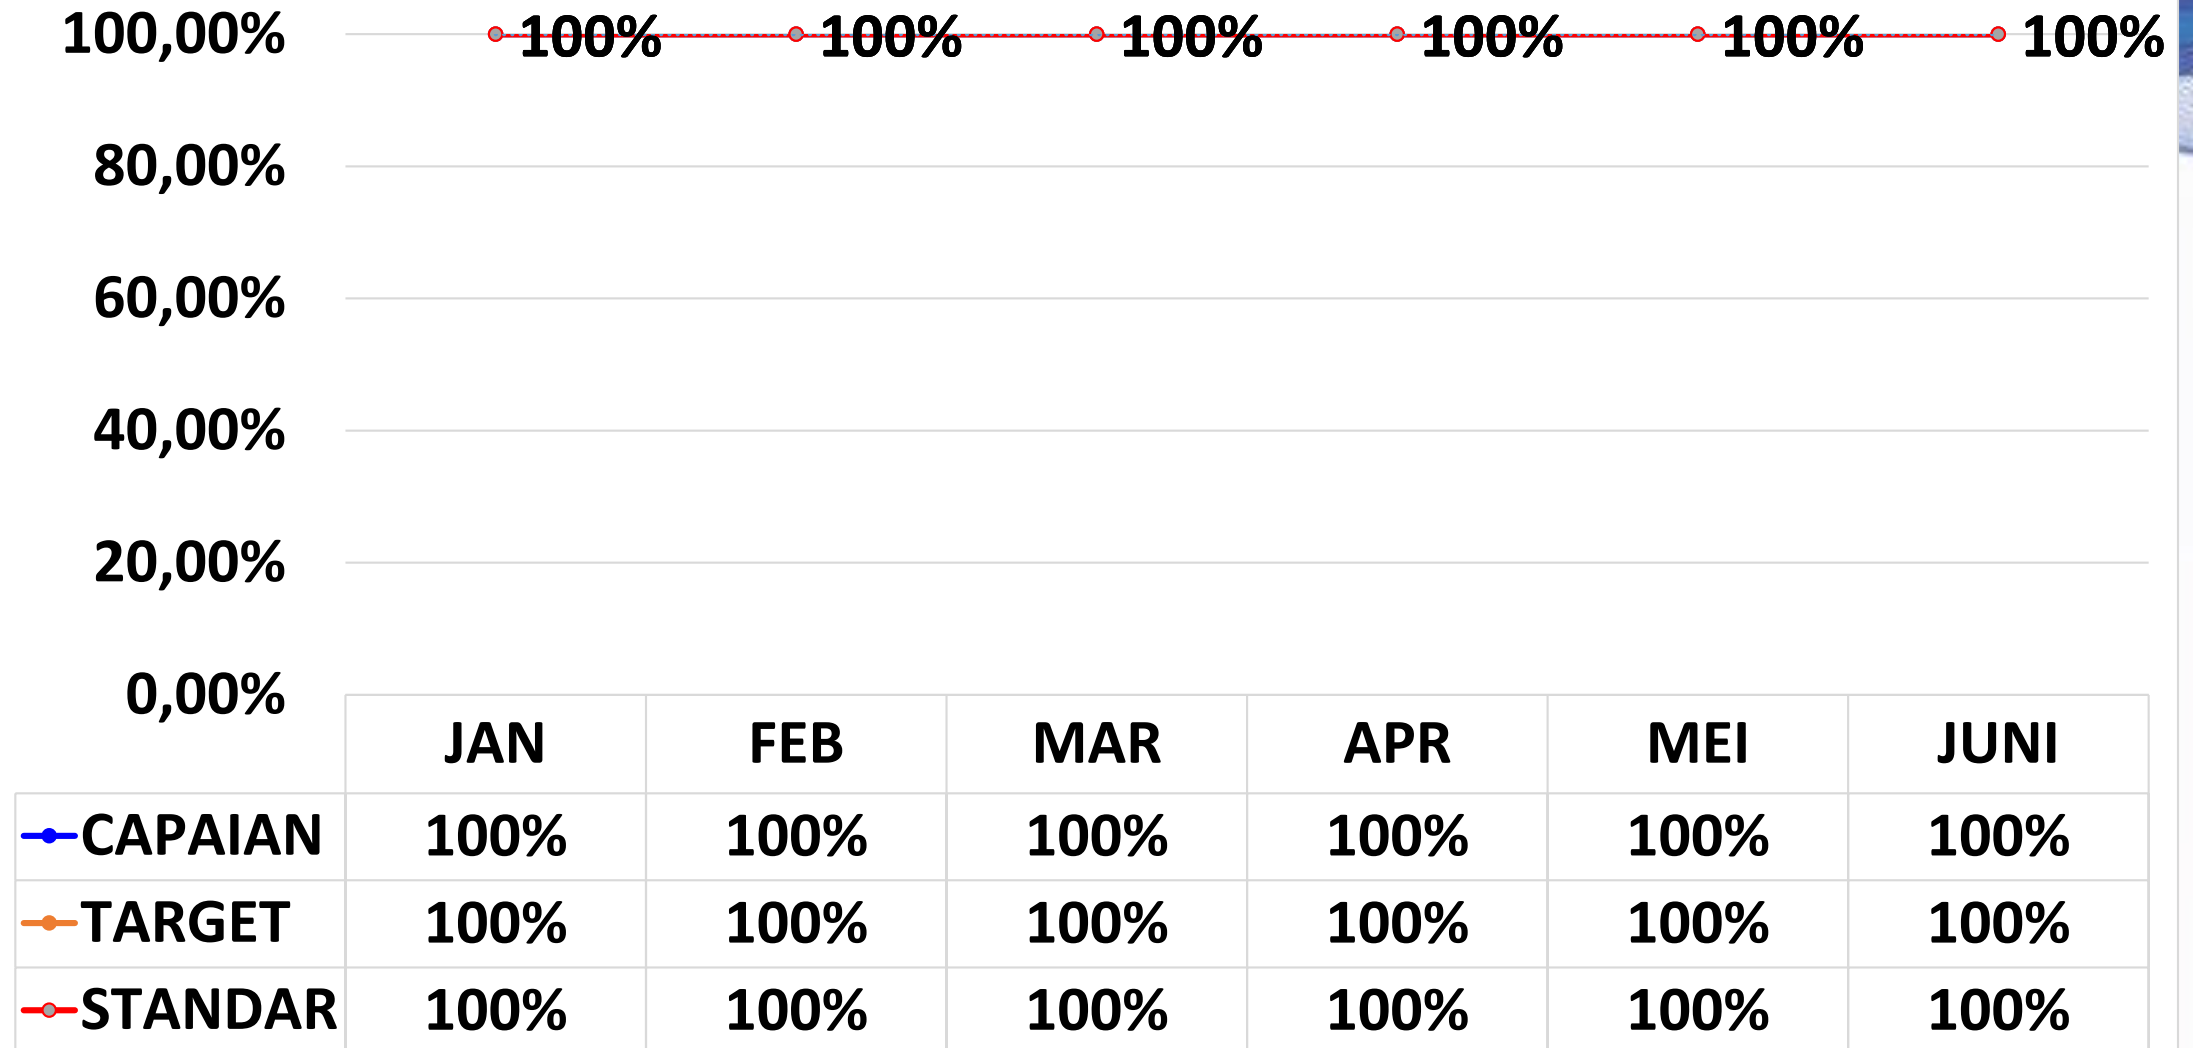 100,00% 100% 100% 100% 100% 100% 100%
80,00%
60,00%
40,00%
20,00%
0,00%
JAN FEB MAR APR MEI JUNI
CAPAIAN 100% 100% 100% 100% 100% 100%
TARGET 100% 100% 100% 100% 100% 100%
STANDAR 100% 100% 100% 100% 100% 100%